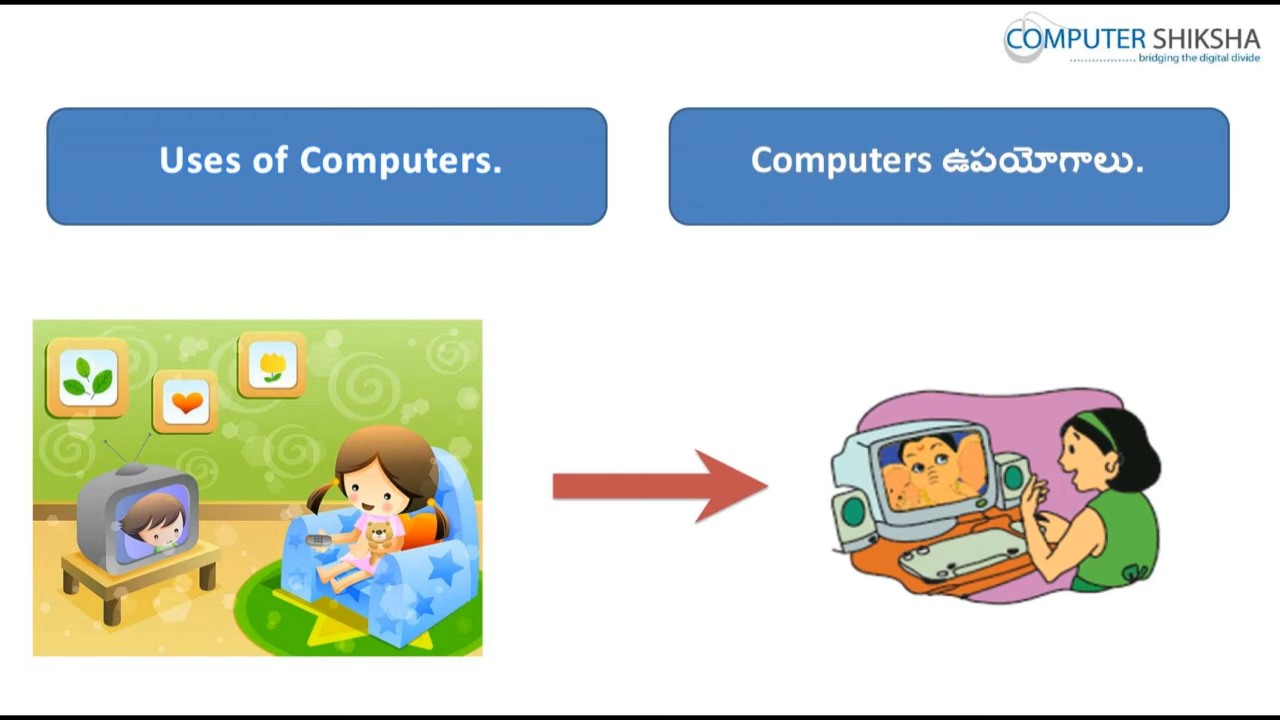 COMPUTER SHIKSHA
bridging the digital divide
Uses of Computers.
Computers ఉపయోగాలు.